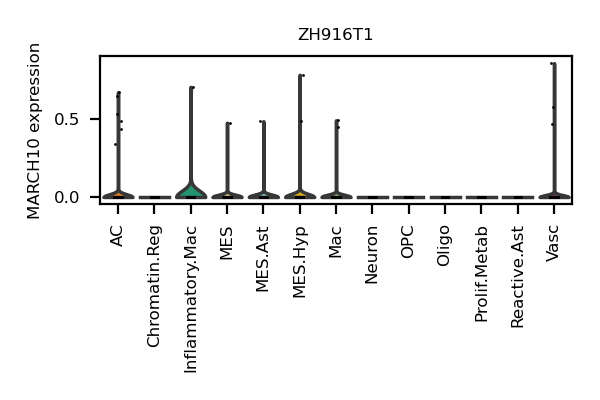 ZH916T1
MARCH10 expression
0.5
0.0
AC
Chromatin.Reg
Inflammatory.Mac
MES
MES.Ast
MES.Hyp
Mac
Neuron
OPC
Oligo
Prolif.Metab
Reactive.Ast
Vasc